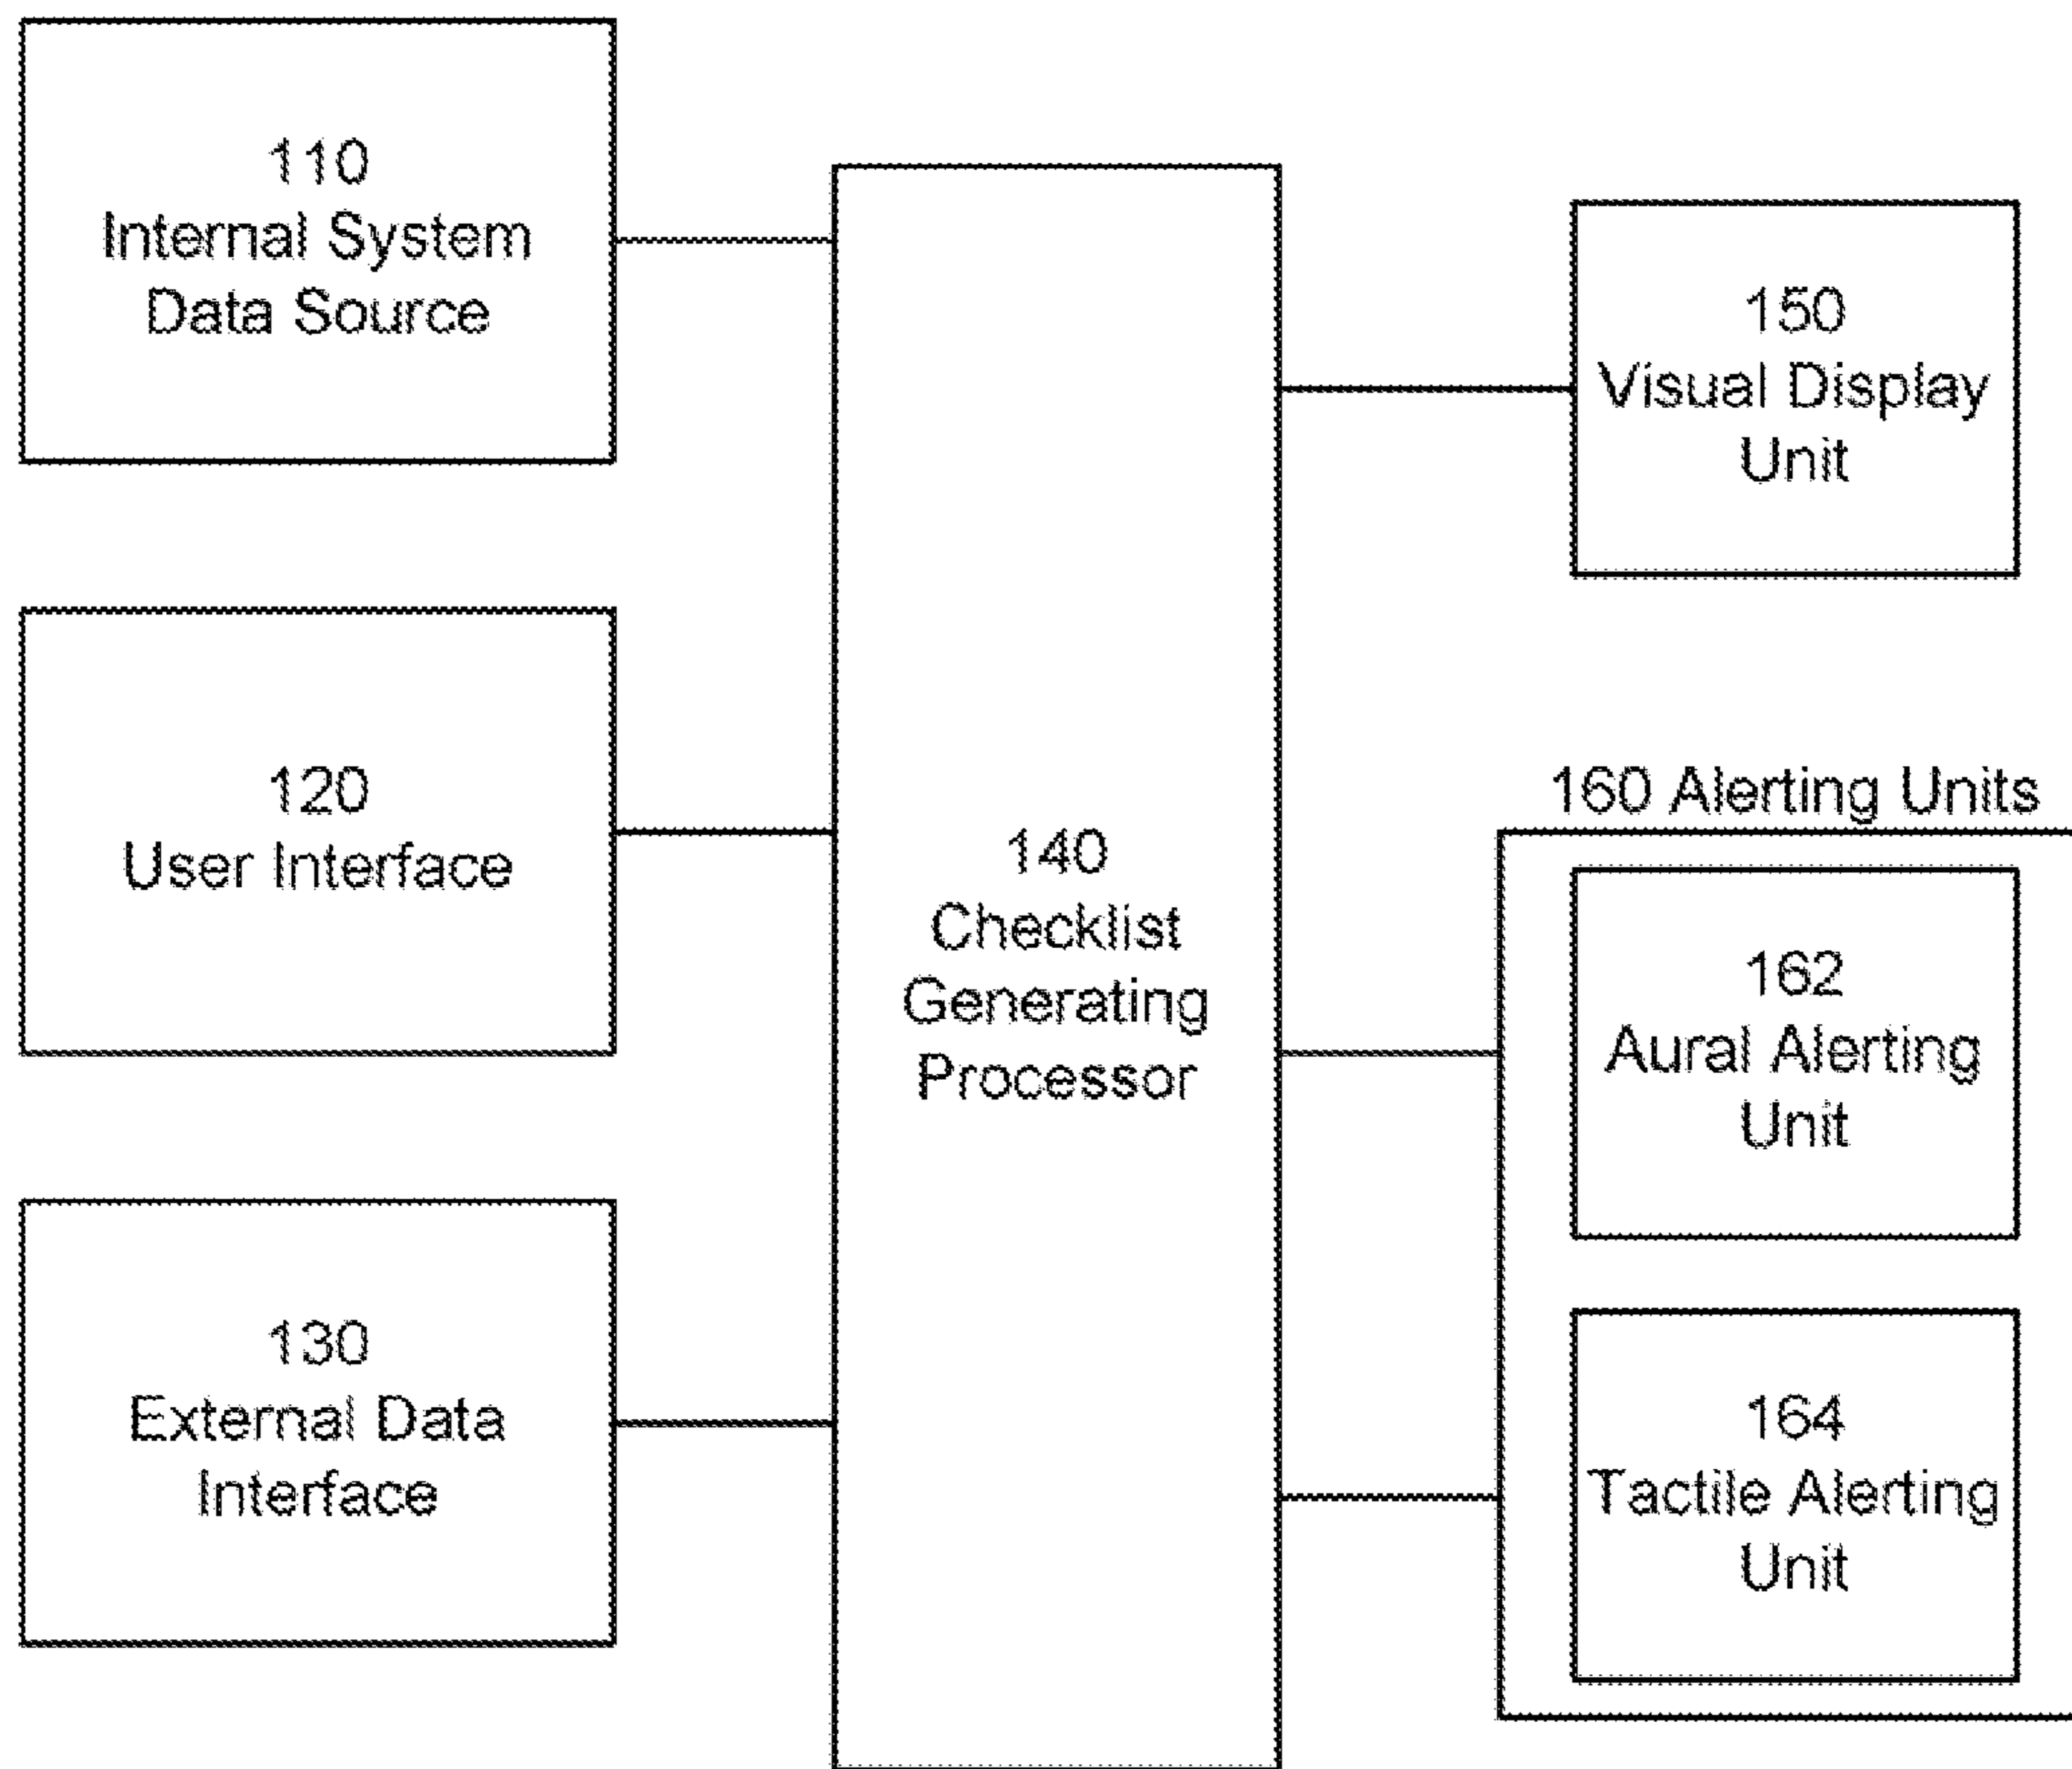 110
Internal System
Data Source
120
User Interface
130
External Data
Interface
140
Checklist
Generating
Processor
150
Visual Display
Unit
160 Alerting Units
162
Aural Alerting
Unit
164
Tactile Alerting
Unit